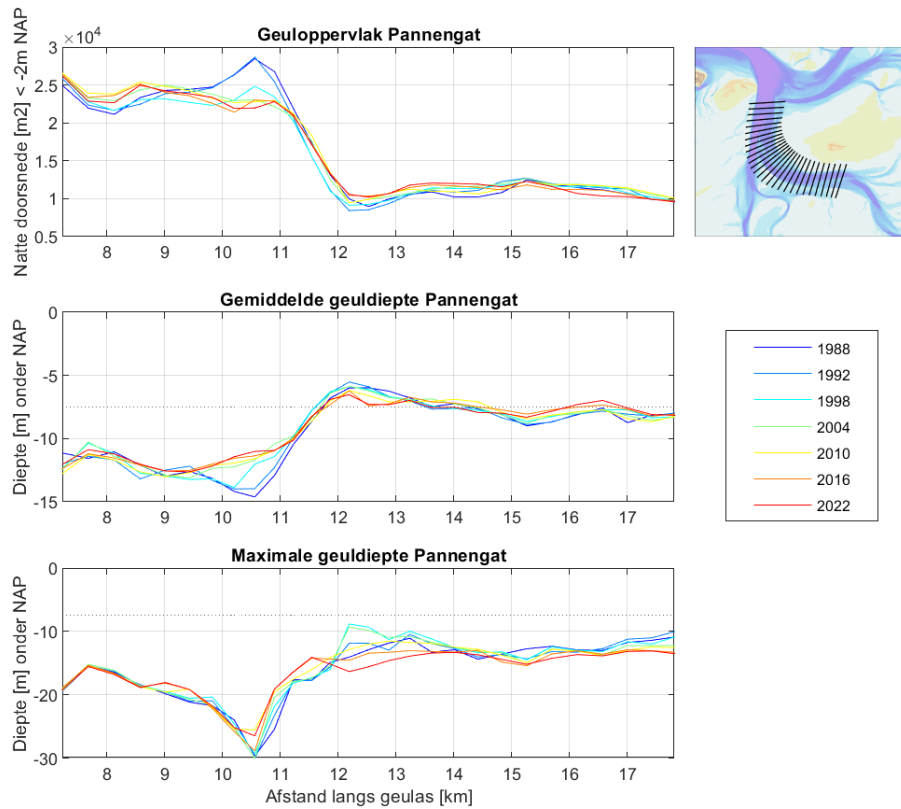 Geuloppervlak Pannengat
×10⁴
Natte doorsnede [m2] < -2m NAP
3
2.5
2
1.5
1
0.5
8 9 10 11 12 13 14 15 16 17
Gemiddelde geuldiepte Pannengat
Diepte [m] onder NAP
0
-5
-10
-15
8 9 10 11 12 13 14 15 16 17
1988
1992
1998
2004
2010
2016
2022
Maximale geuldiepte Pannengat
Diepte [m] onder NAP
0
-10
-20
-30
8 9 10 11 12 13 14 15 16 17
Afstand langs geulas [km]